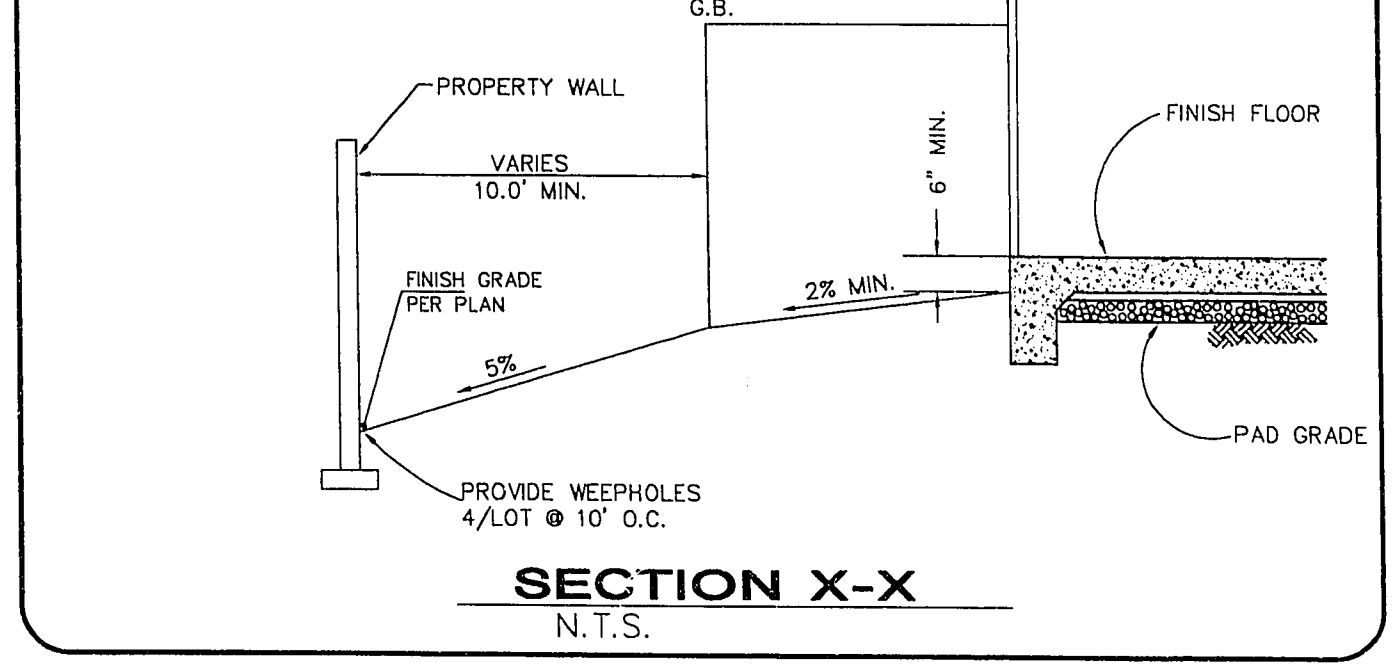 G.B.
PROPERTY WALL
FINISH FLOOR
6" MIN.
VARIES
10.0' MIN.
FINISH GRADE
PER PLAN
2% MIN.
5%
PAD GRADE
PROVIDE WEEPHOLES
4/LOT @ 10' O.C.
SECTION X-X
N.T.S.